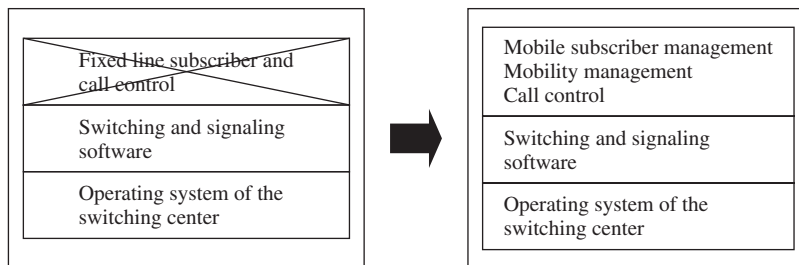 Fixed line subscriber and
call control
Switching and signaling
software
Operating system of the
switching center
Mobile subscriber management
Mobility management
Call control
Switching and signaling
software
Operating system of the
switching center